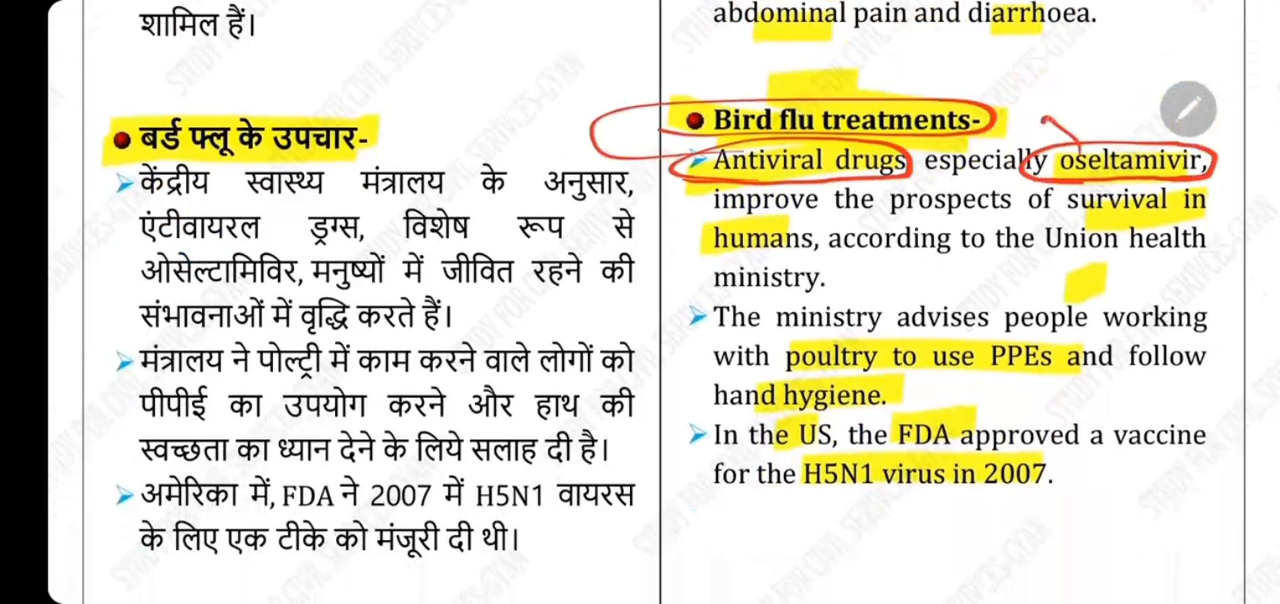 शामिल हैं।
● बर्ड फ्लू के उपचार-
➢ केंद्रीय स्वास्थ्य मंत्रालय के अनुसार,
एंटीवायरल ड्रग्स, विशेष रूप से
ओसेल्टामिविर, मनुष्यों में जीवित रहने की
संभावनाओं में वृद्धि करते हैं।
➢ मंत्रालय ने पोल्ट्री में काम करने वाले लोगों को
पीपीई का उपयोग करने और हाथ की
स्वच्छता का ध्यान देने के लिये सलाह दी है।
➢ अमेरिका में, FDA ने 2007 में H5N1 वायरस
के लिए एक टीके को मंजूरी दी थी।
abdominal pain and diarrhoea.
● Bird flu treatments-
➢ Antiviral drugs especially oseltamivir,
improve the prospects of survival in
humans, according to the Union health
ministry.
➢ The ministry advises people working
with poultry to use PPEs and follow
hand hygiene.
➢ In the US, the FDA approved a vaccine
for the H5N1 virus in 2007.